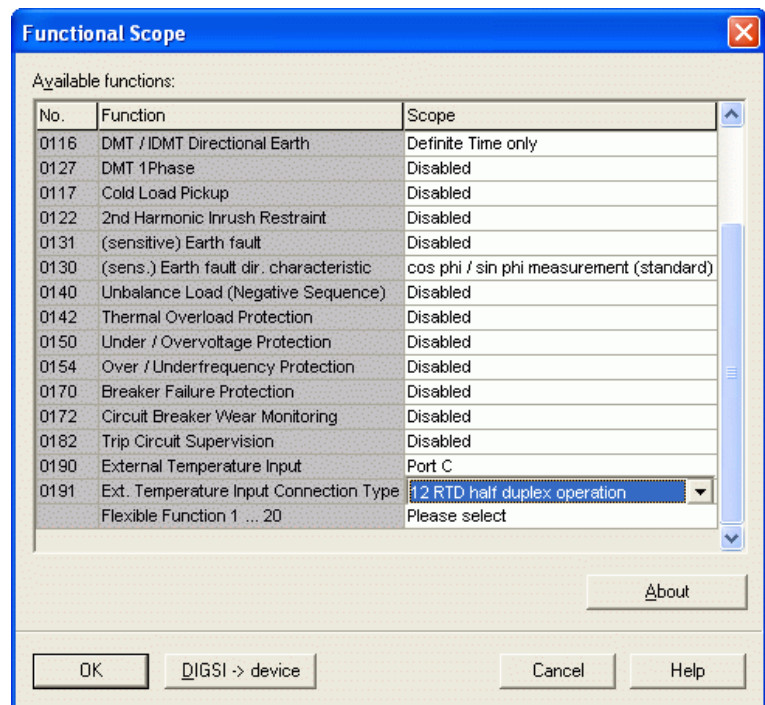 Functional Scope
Available functions:
No. Function Scope
0116 DMT / IDMT Directional Earth Definite Time only
0127 DMT 1Phase Disabled
0117 Cold Load Pickup Disabled
0122 2nd Harmonic Inrush Restraint Disabled
0131 (sensitive) Earth fault Disabled
0130 (sens.) Earth fault dir. characteristic cos phi / sin phi measurement (standard)
0140 Unbalance Load (Negative Sequence) Disabled
0142 Thermal Overload Protection Disabled
0150 Under / Overvoltage Protection Disabled
0154 Over / Underfrequency Protection Disabled
0170 Breaker Failure Protection Disabled
0172 Circuit Breaker Wear Monitoring Disabled
0182 Trip Circuit Supervision Disabled
0190 External Temperature Input Port C
0191 Ext. Temperature Input Connection Type 12 RTD half duplex operation
Flexible Function 1 ... 20 Please select
About
OK DIGSI -> device Cancel Help